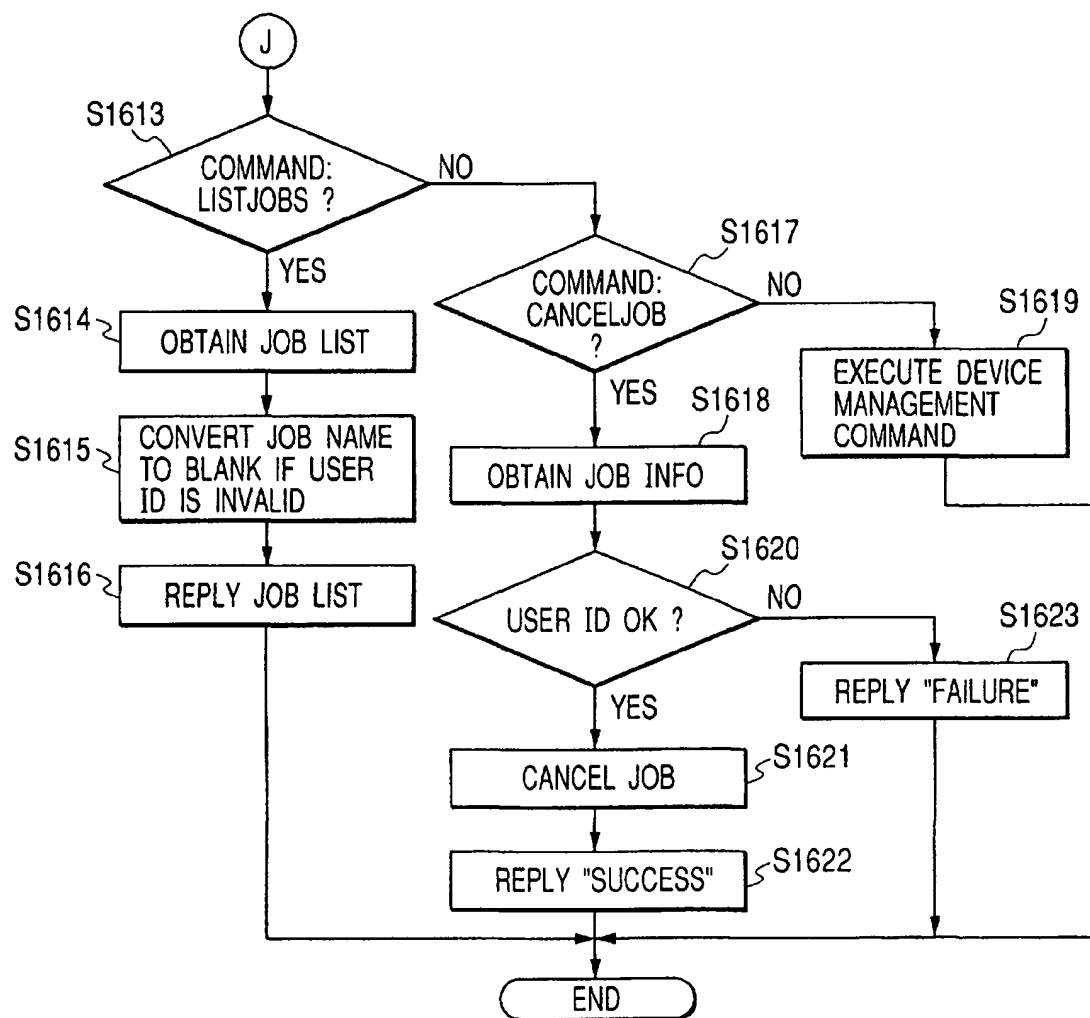 J
S1613
COMMAND:
LISTJOBS ?
NO
YES
S1617
COMMAND:
CANCELJOB
?
NO
YES
S1614
OBTAIN JOB LIST
S1619
EXECUTE DEVICE
MANAGEMENT
COMMAND
S1615
CONVERT JOB NAME
TO BLANK IF USER
ID IS INVALID
S1618
OBTAIN JOB INFO
S1616
REPLY JOB LIST
S1620
USER ID OK ?
NO
YES
S1623
REPLY "FAILURE"
S1621
CANCEL JOB
S1622
REPLY "SUCCESS"
END